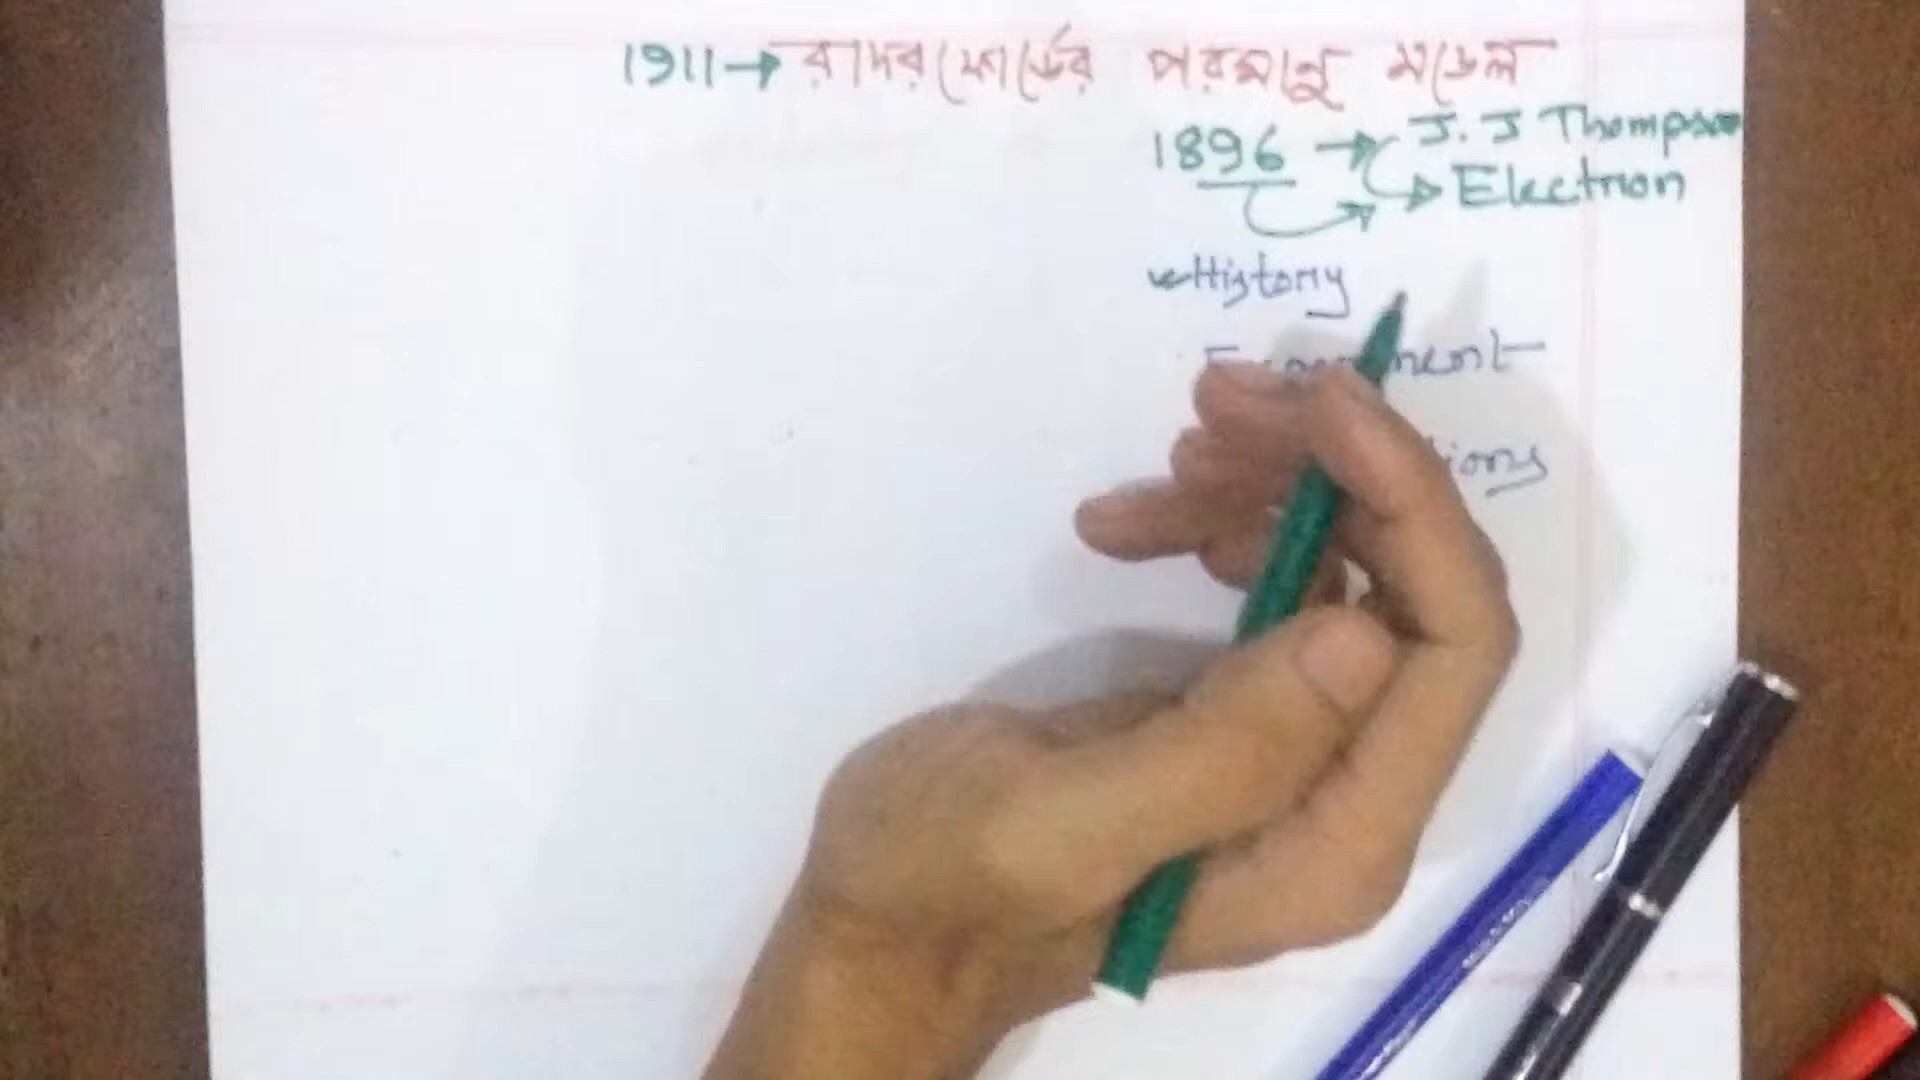 1911→ রাদারফোর্ডের পরমানু মডেল
1896 → J. J Thompson
→ Electron
History